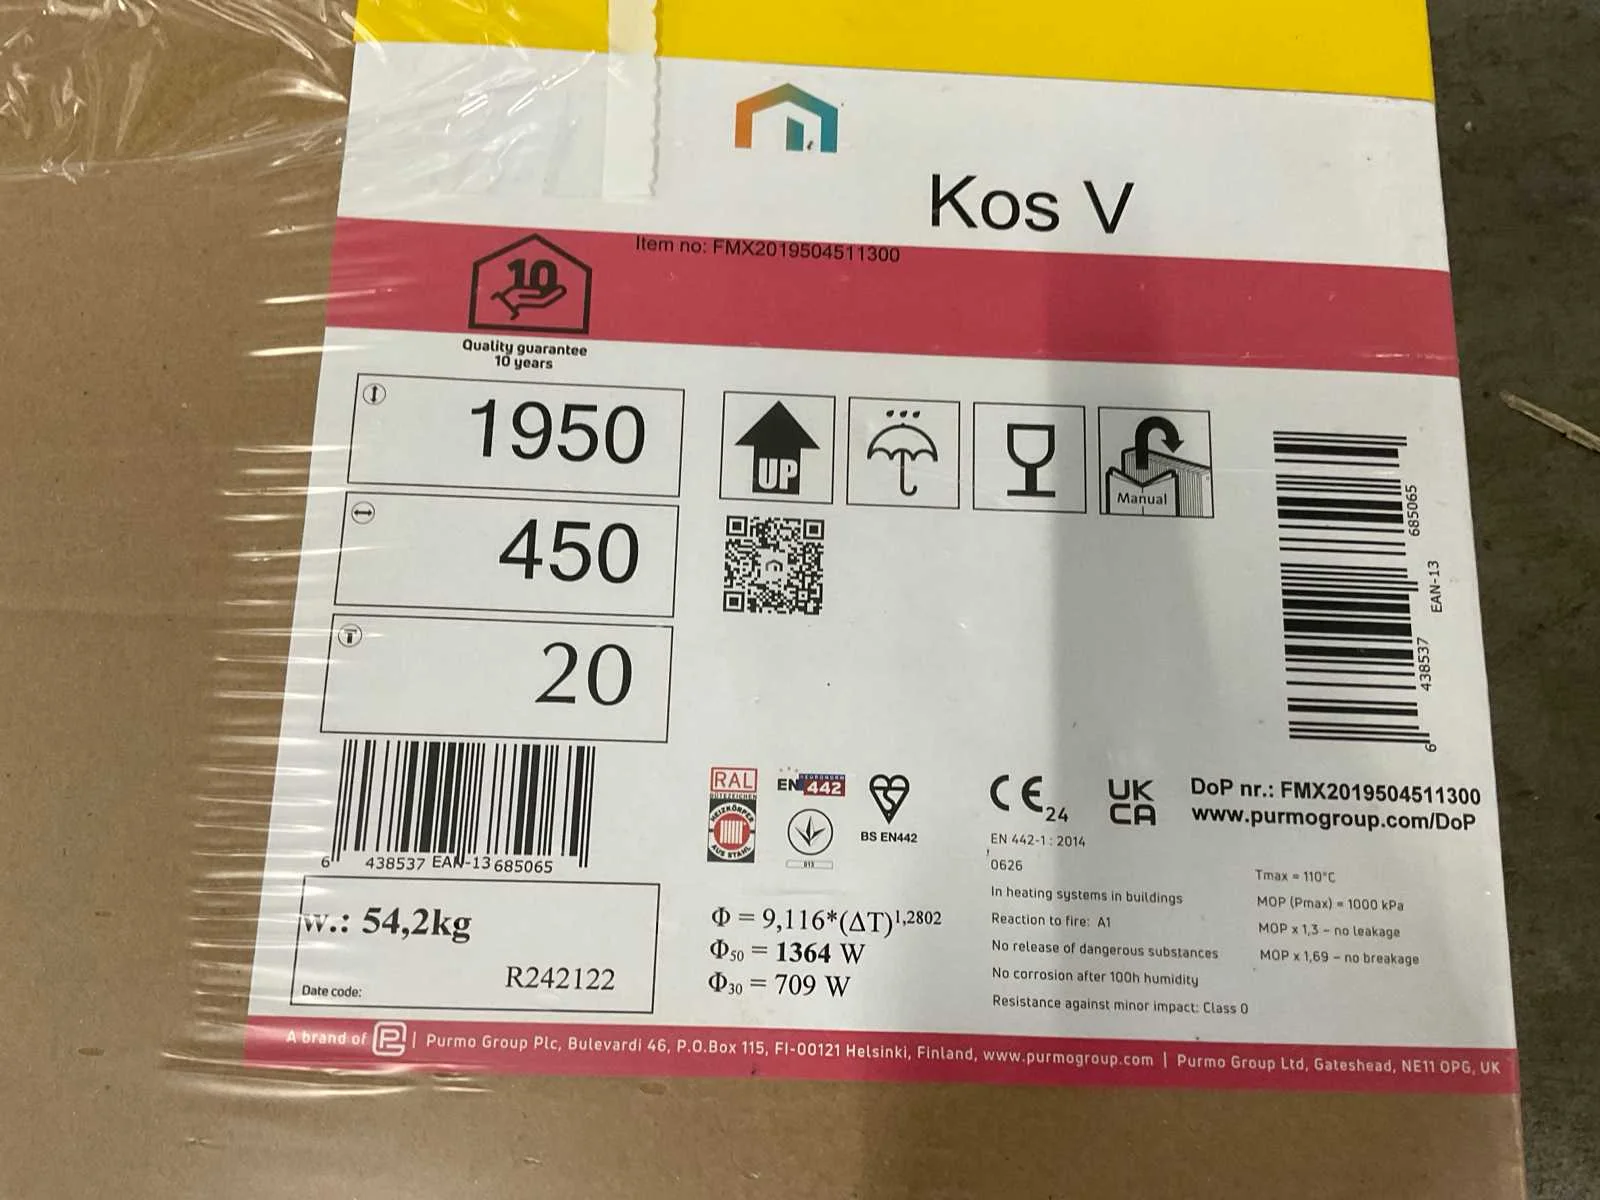 Kos V
Item no: FMX2019504511300
10
Quality guarantee
10 years
1950
450
20
UP
Manual
685065
EAN-13
438537
6
6 438537 EAN-13 685065
w.: 54,2kg
R242122
Date code:
RAL
GÜTEZEICHEN
HEIZKÖRPER
AUS STAHL
EN 442
013
BS EN442
Φ = 9,116*(ΔT)1,2802
Φ50 = 1364 W
Φ30 = 709 W
CE 24
EN 442-1 : 2014
0626
In heating systems in buildings
Reaction to fire: A1
No release of dangerous substances
No corrosion after 100h humidity
Resistance against minor impact: Class 0
UK
CA
DoP nr.: FMX2019504511300
www.purmogroup.com/DoP
Tmax = 110°C
MOP (Pmax) = 1000 kPa
MOP x 1,3 – no leakage
MOP x 1,69 – no breakage
A brand of P | Purmo Group Plc, Bulevardi 46, P.O.Box 115, FI-00121 Helsinki, Finland, www.purmogroup.com | Purmo Group Ltd, Gateshead, NE11 0PG, UK